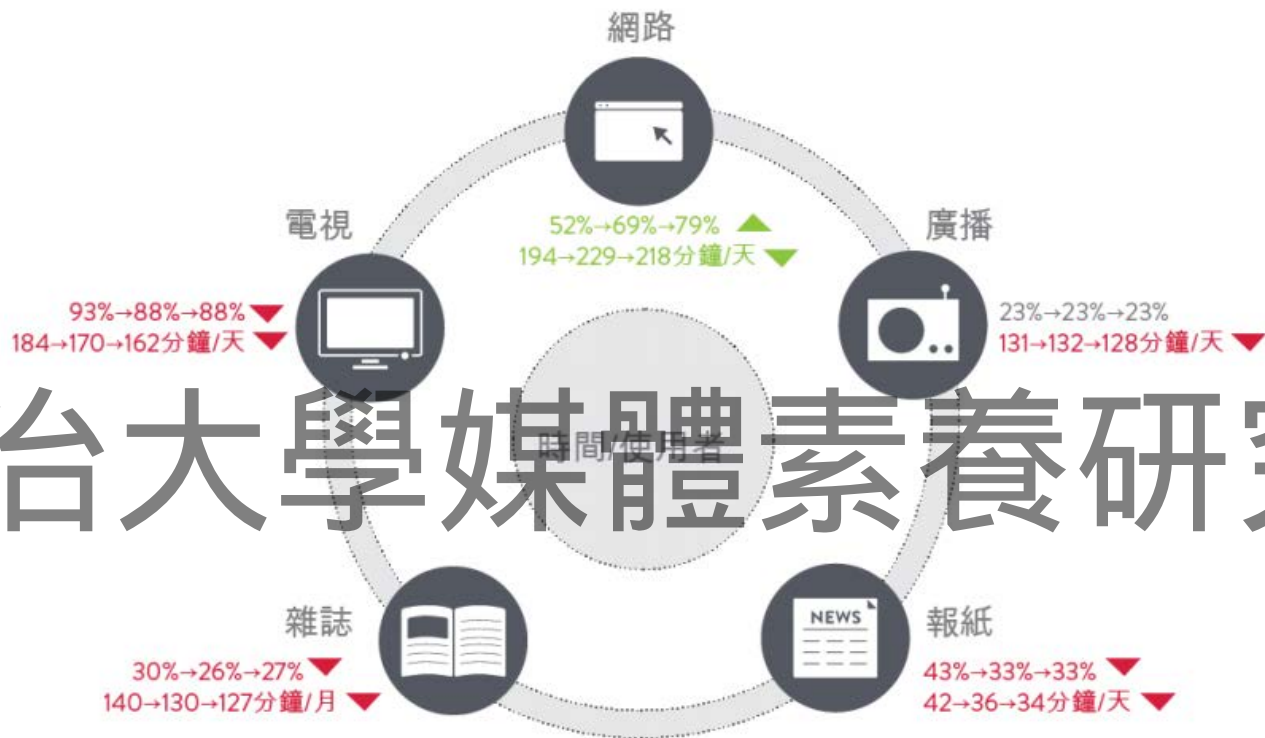 網路
52%→69%→79%
194→229→218分鐘/天
電視
93%→88%→88%
184→170→162分鐘/天
廣播
23%→23%→23%
131→132→128分鐘/天
時間/使用者
治大學媒體素養研究
雜誌
30%→26%→27%
140→130→127分鐘/月
NEWS
報紙
43%→33%→33%
42→36→34分鐘/天